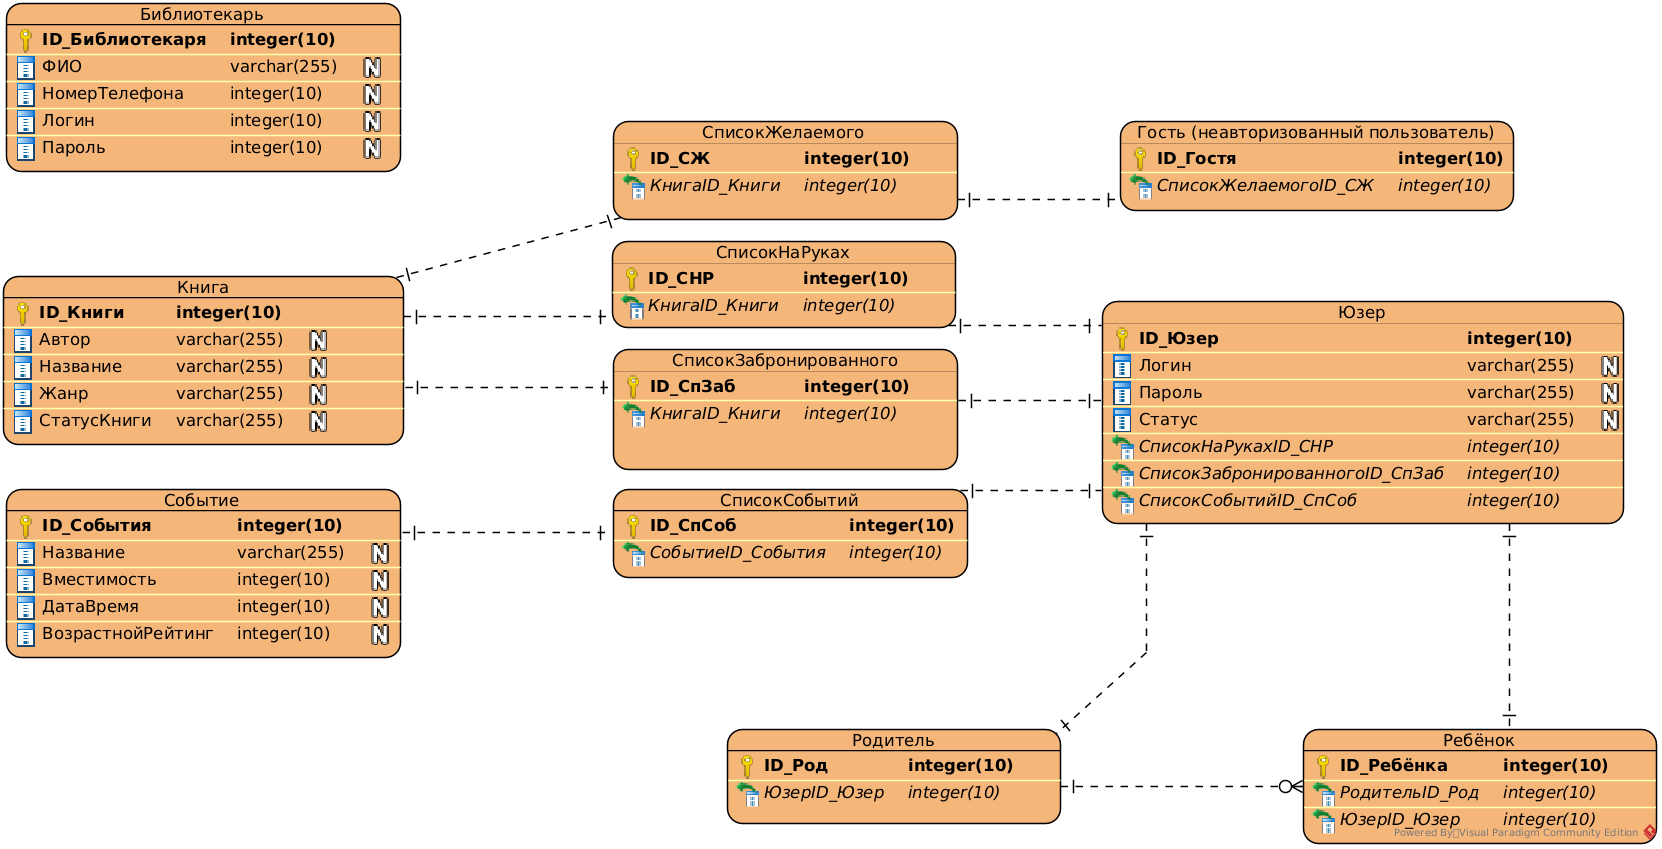 Библиотекарь
ID_Библиотекаря integer(10)
ФИО varchar(255) N
НомерТелефона integer(10) N
Логин integer(10) N
Пароль integer(10) N
СписокЖелаемого
ID_СЖ integer(10)
КнигаID_Книги integer(10)
Гость (неавторизованный пользователь)
ID_Гостя integer(10)
СписокЖелаемогоID_СЖ integer(10)
СписокНаРуках
ID_СНР integer(10)
КнигаID_Книги integer(10)
Книга
ID_Книги integer(10)
Автор varchar(255) N
Название varchar(255) N
Жанр varchar(255) N
СтатусКниги varchar(255) N
СписокЗабронированного
ID_СпЗаб integer(10)
КнигаID_Книги integer(10)
Юзер
ID_Юзер integer(10)
Логин varchar(255) N
Пароль varchar(255) N
Статус varchar(255) N
СписокНаРукахID_СНР integer(10)
СписокЗабронированногоID_СпЗаб integer(10)
СписокСобытийID_СпСоб integer(10)
Событие
ID_События integer(10)
Название varchar(255) N
Вместимость integer(10) N
ДатаВремя integer(10) N
ВозрастнойРейтинг integer(10) N
СписокСобытий
ID_СпСоб integer(10)
СобытиеID_События integer(10)
Родитель
ID_Род integer(10)
ЮзерID_Юзер integer(10)
Ребёнок
ID_Ребёнка integer(10)
РодительID_Род integer(10)
ЮзерID_Юзер integer(10)
Powered By Visual Paradigm Community Edition